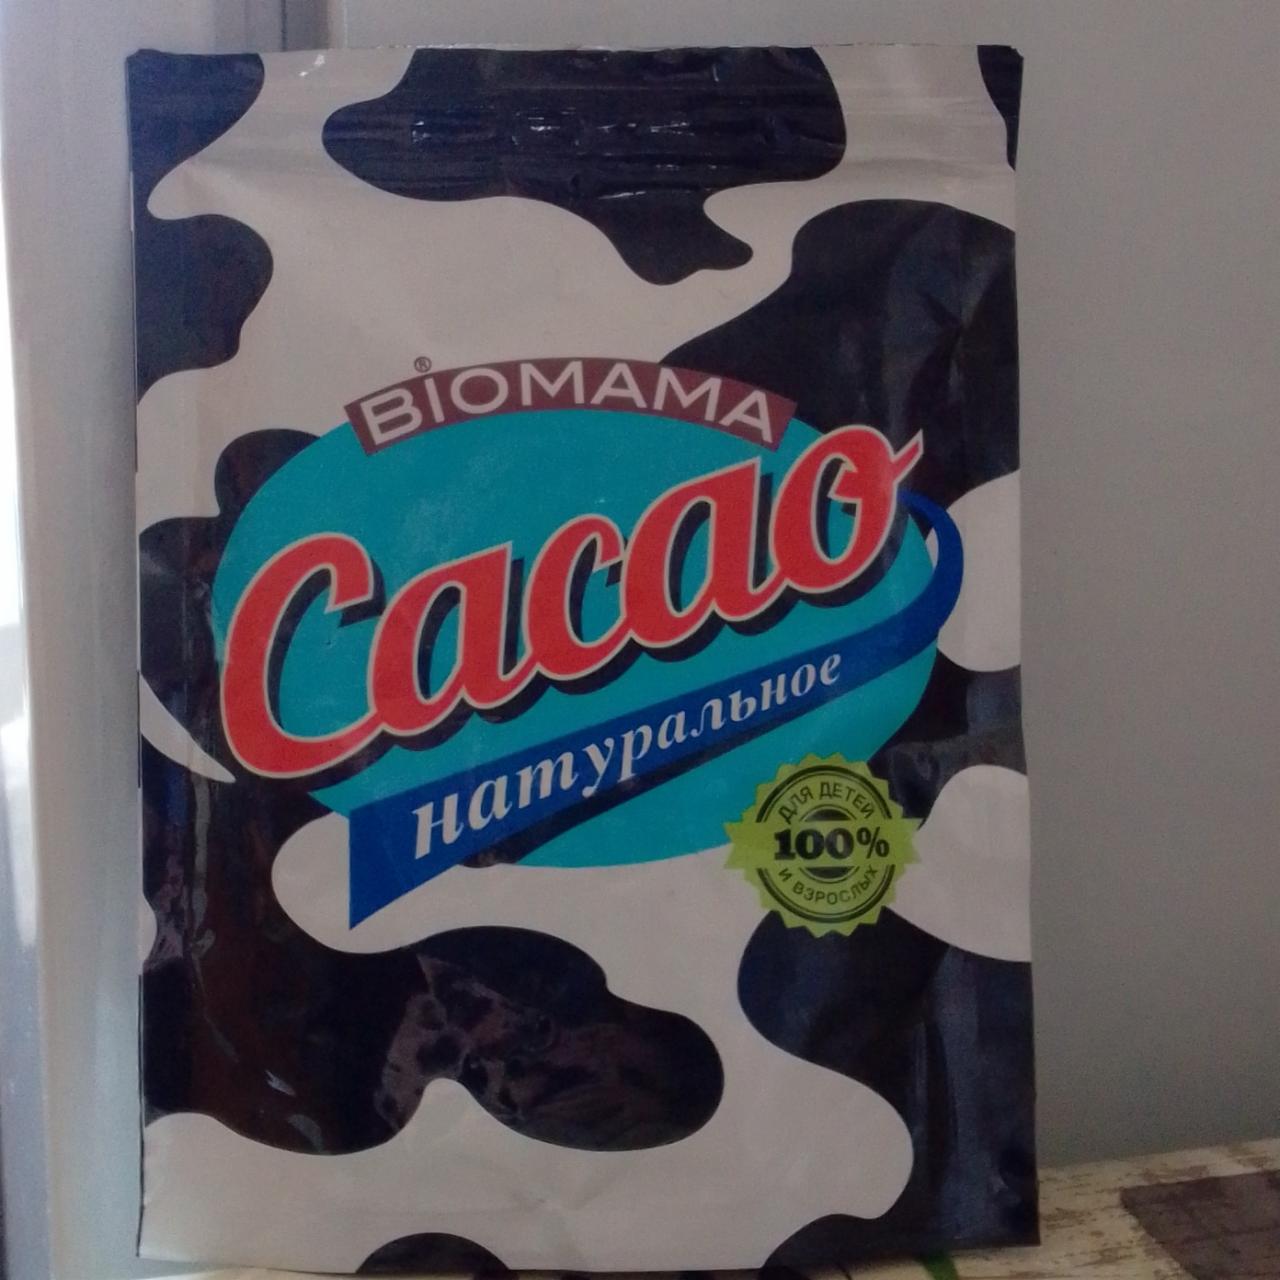 BIOMAMA®
Cacao
натуральное
ДЛЯ ДЕТЕЙ
100%
И ВЗРОСЛЫХ